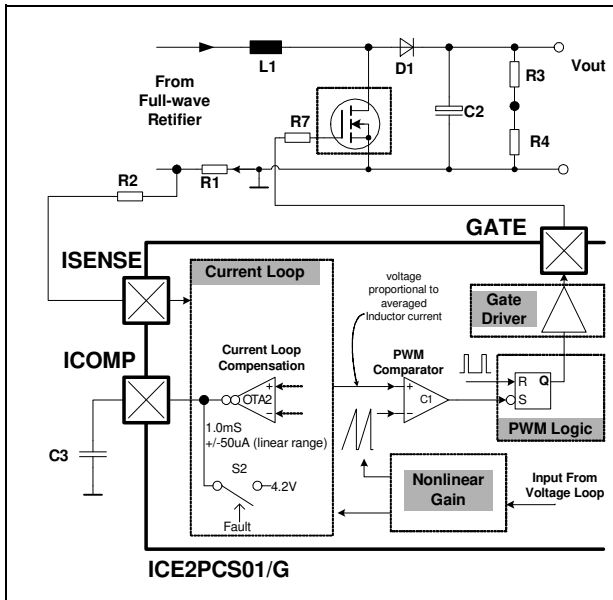 L1
D1
Vout
From
Full-wave
Retifier
R3
R7
C2
R4
R2
R1
GATE
ISENSE
Current Loop
voltage
proportional to
averaged
Inductor current
Gate
Driver
ICOMP
Current Loop
Compensation
PWM
Comparator
+
OTA2
-
+
C1
-
R
Q
S
1.0mS
+/-50uA (linear range)
PWM Logic
C3
S2
4.2V
Nonlinear
Gain
Input From
Voltage Loop
Fault
ICE2PCS01/G